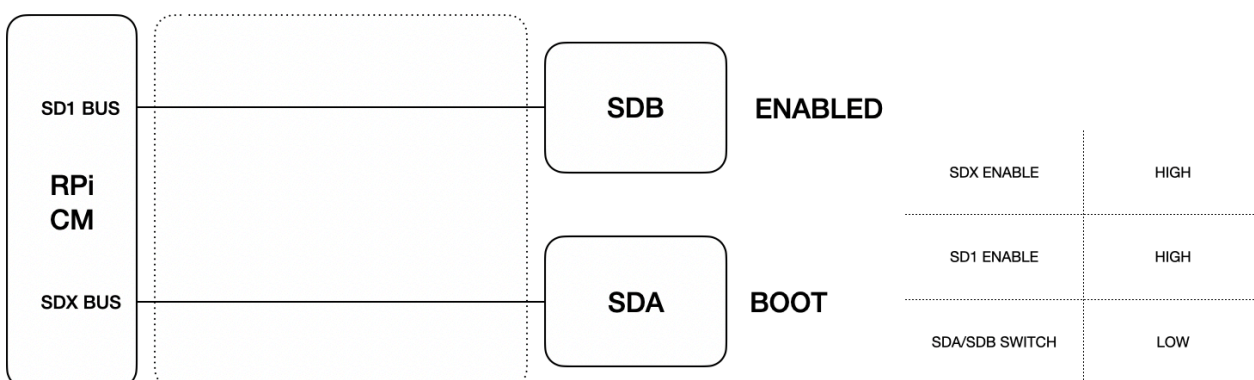 SD1 BUS
RPi
CM
SDX BUS
SDB
ENABLED
SDA
BOOT
SDX ENABLE HIGH
SD1 ENABLE HIGH
SDA/SDB SWITCH LOW